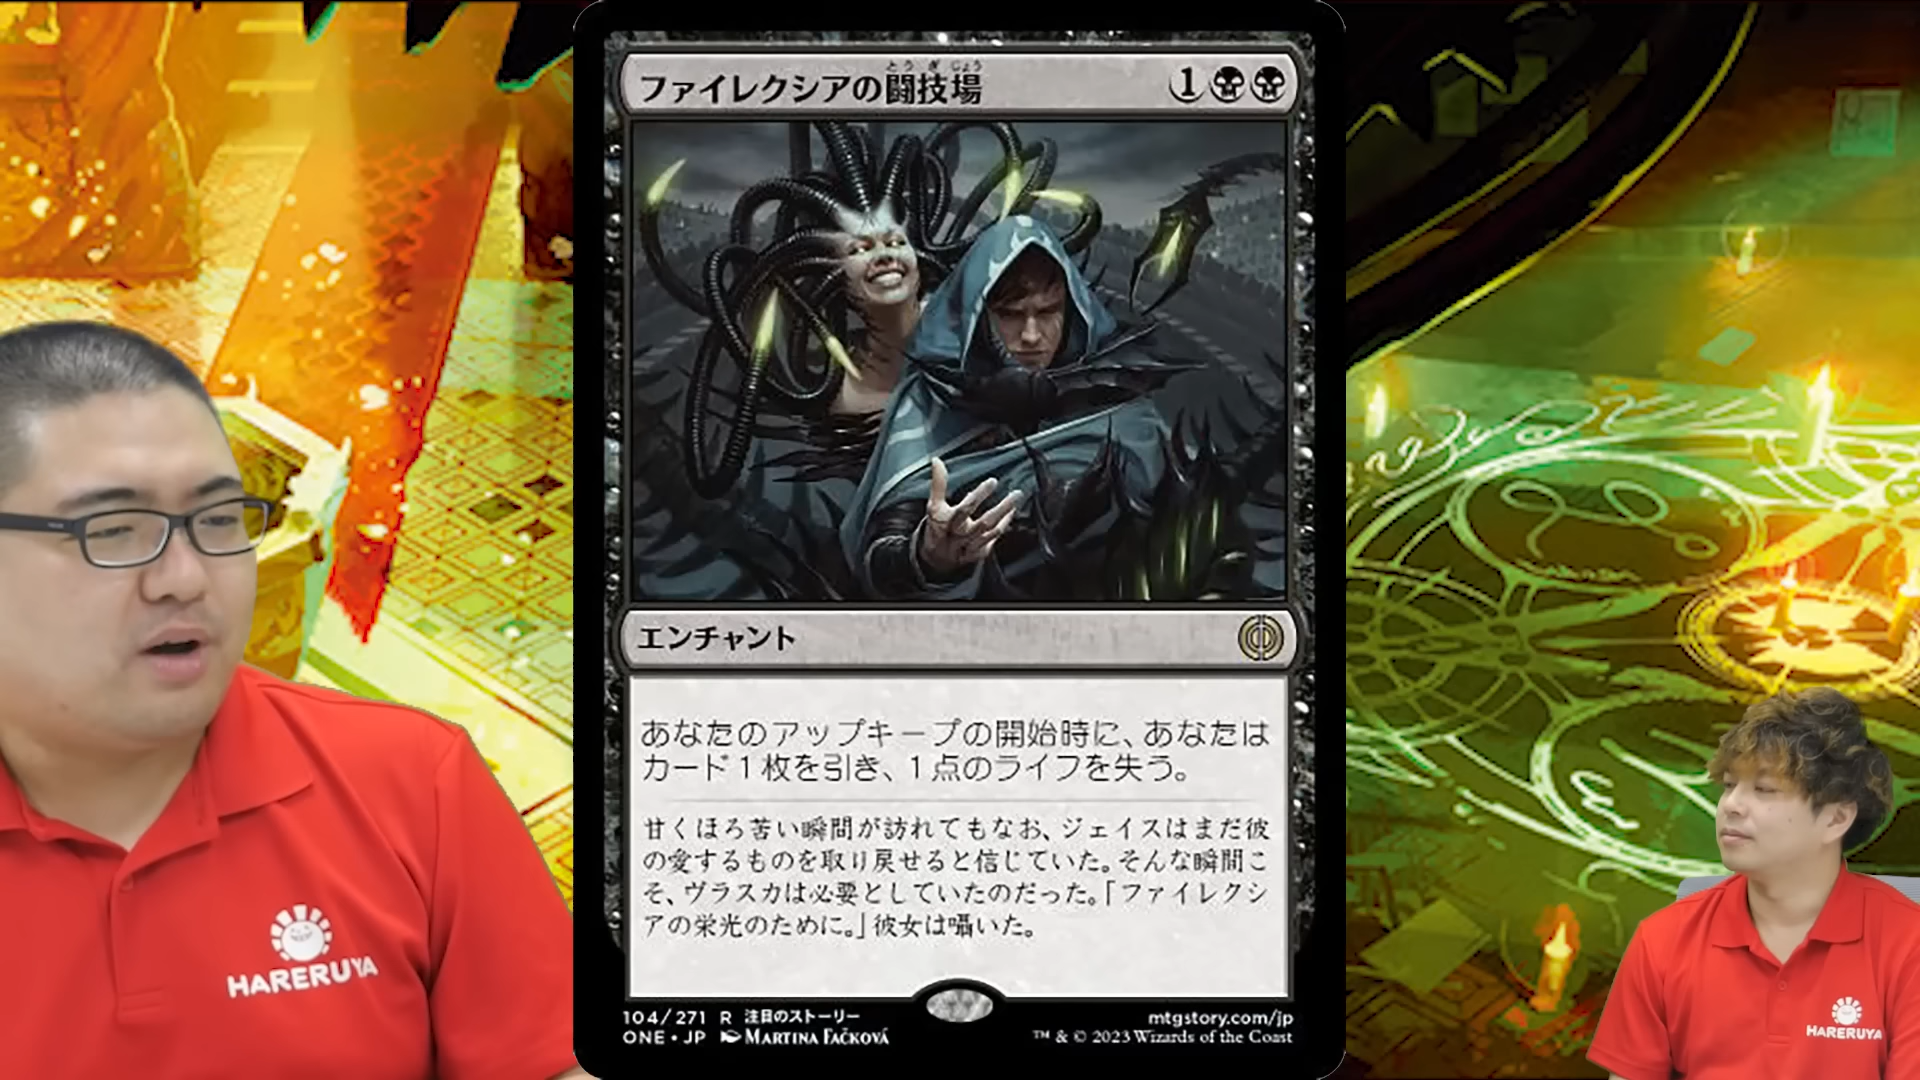 とうぎじょう
ファイレクシアの闘技場
1
エンチャント
あなたのアップキープの開始時に、あなたは
カード1枚を引き、1点のライフを失う。
甘くほろ苦い瞬間が訪れてもなお、ジェイスはまだ彼
の愛するものを取り戻せると信じていた。そんな瞬間こ
そ、ヴラスカは必要としていたのだった。「ファイレクシ
アの栄光のために。」彼女は囁いた。
104/271 R 注目のストーリー
ONE • JP MARTINA FAČKOVÁ
mtgstory.com/jp
™ & © 2023 Wizards of the Coast
HARERUYA
HARERUYA